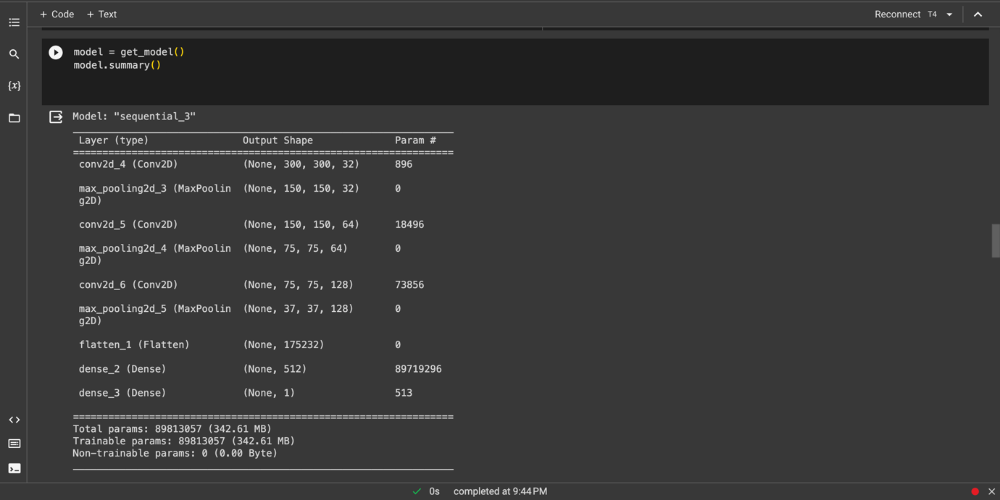 + Code + Text
Reconnect T4
model = get_model()
model.summary()
{x}
Model: "sequential_3"
Layer (type) Output Shape Param #
=================================================================
conv2d_4 (Conv2D) (None, 300, 300, 32) 896
max_pooling2d_3 (MaxPoolin (None, 150, 150, 32) 0
g2D)
conv2d_5 (Conv2D) (None, 150, 150, 64) 18496
max_pooling2d_4 (MaxPoolin (None, 75, 75, 64) 0
g2D)
conv2d_6 (Conv2D) (None, 75, 75, 128) 73856
max_pooling2d_5 (MaxPoolin (None, 37, 37, 128) 0
g2D)
flatten_1 (Flatten) (None, 175232) 0
dense_2 (Dense) (None, 512) 89719296
dense_3 (Dense) (None, 1) 513
=================================================================
Total params: 89813057 (342.61 MB)
Trainable params: 89813057 (342.61 MB)
Non-trainable params: 0 (0.00 Byte)
0s completed at 9:44 PM